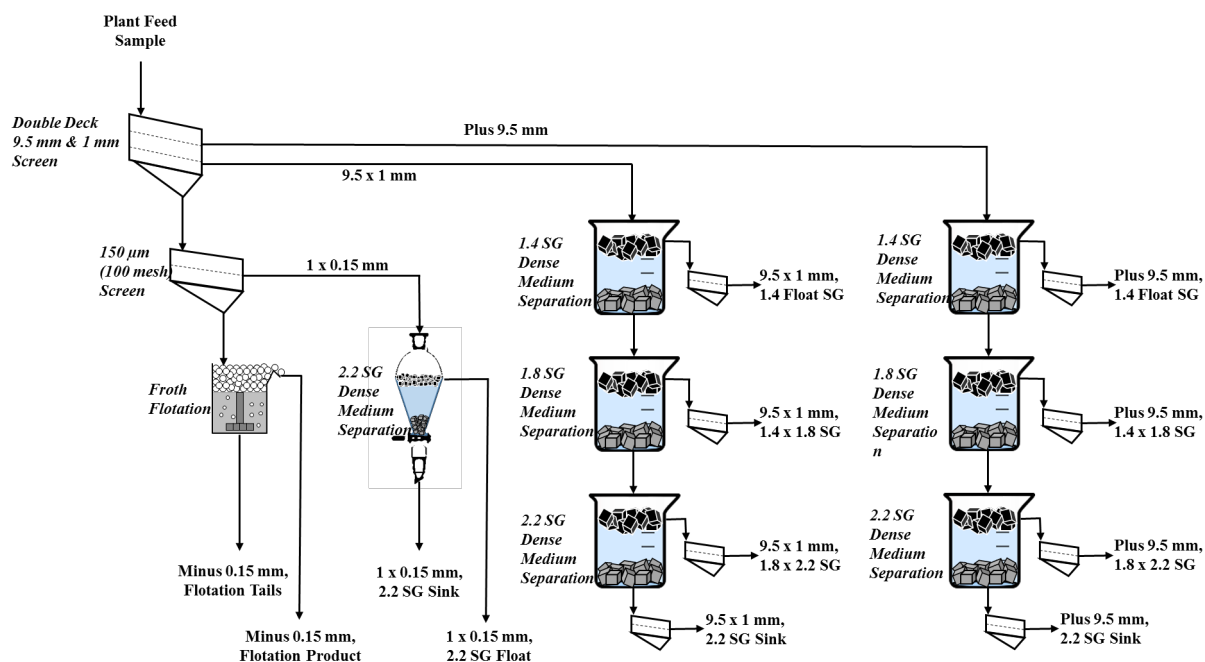 Plant Feed
Sample
Double Deck
9.5 mm & 1 mm
Screen
Plus 9.5 mm
9.5 x 1 mm
150 µm
(100 mesh)
Screen
1 x 0.15 mm
1.4 SG
Dense
Medium
Separation
9.5 x 1 mm,
1.4 Float SG
1.4 SG
Dense
Medium
Separation
Plus 9.5 mm,
1.4 Float SG
Froth
Flotation
2.2 SG
Dense
Medium
Separation
1.8 SG
Dense
Medium
Separation
9.5 x 1 mm,
1.4 x 1.8 SG
1.8 SG
Dense
Medium
Separatio
n
Plus 9.5 mm,
1.4 x 1.8 SG
2.2 SG
Dense
Medium
Separation
9.5 x 1 mm,
1.8 x 2.2 SG
2.2 SG
Dense
Medium
Separation
Plus 9.5 mm,
1.8 x 2.2 SG
Minus 0.15 mm,
Flotation Tails
1 x 0.15 mm,
2.2 SG Sink
Minus 0.15 mm,
Flotation Product
1 x 0.15 mm,
2.2 SG Float
9.5 x 1 mm,
2.2 SG Sink
Plus 9.5 mm,
2.2 SG Sink